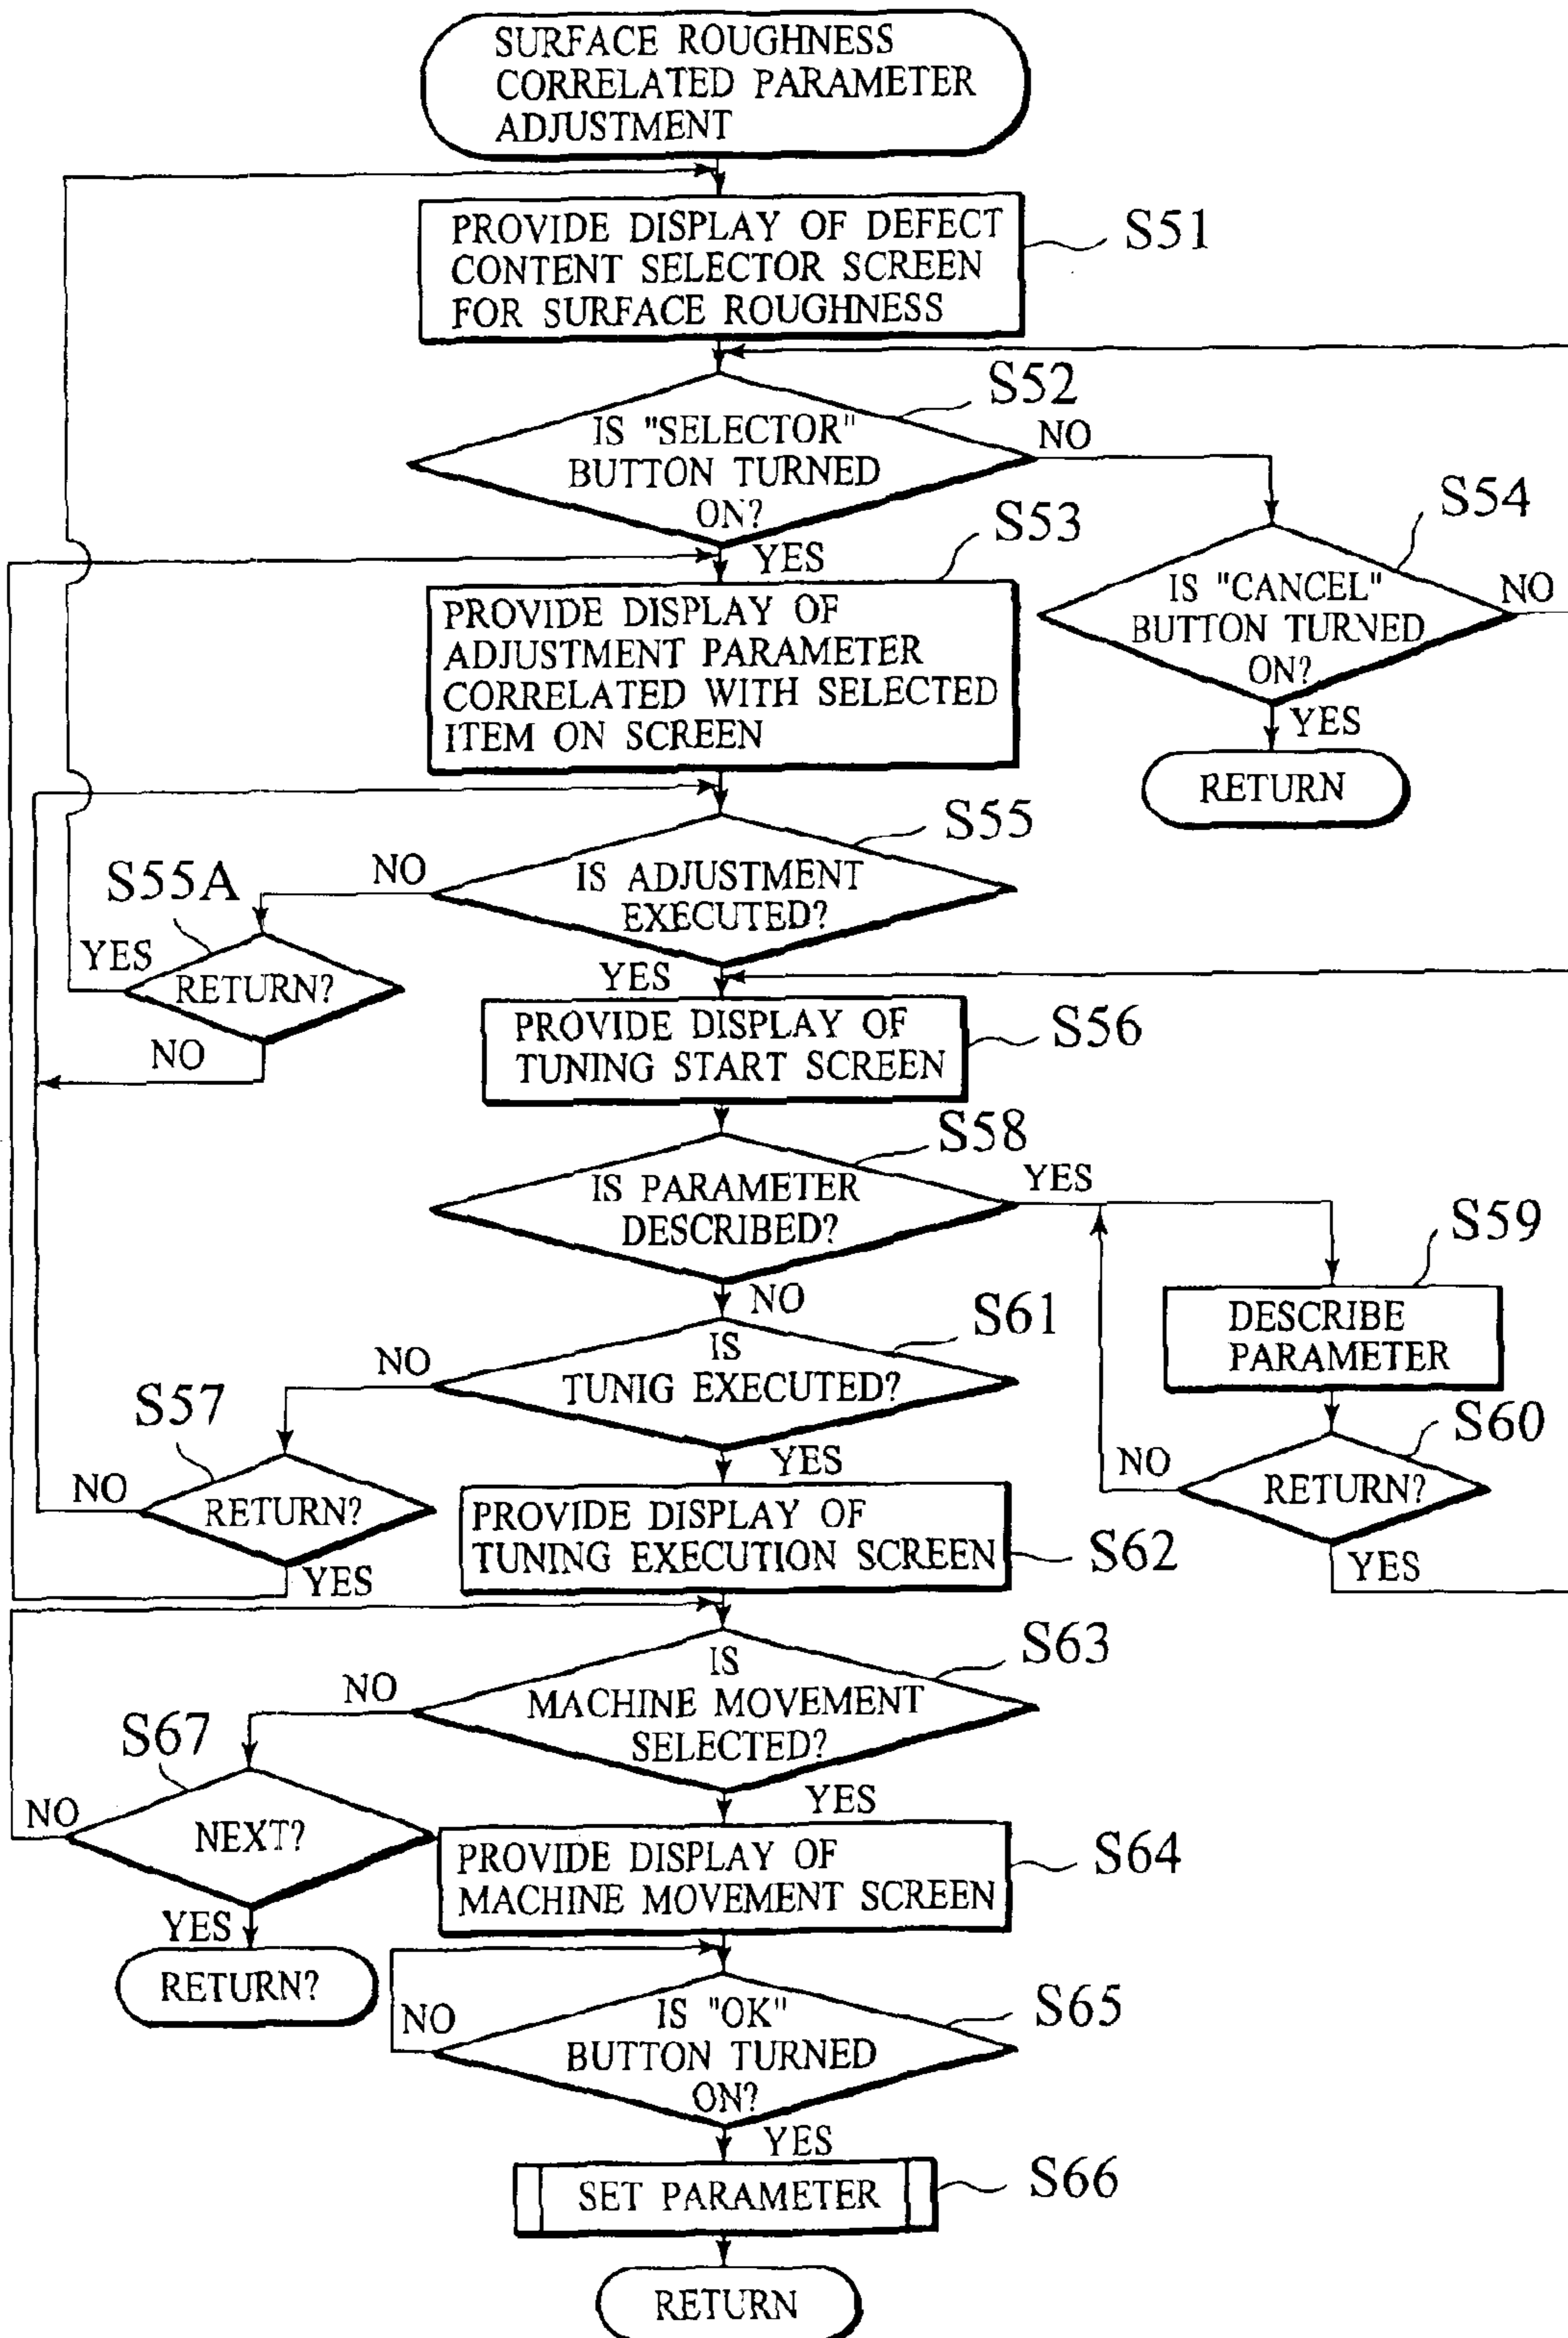 SURFACE ROUGHNESS
CORRELATED PARAMETER
ADJUSTMENT
PROVIDE DISPLAY OF DEFECT
CONTENT SELECTOR SCREEN
FOR SURFACE ROUGHNESS
S51
S52
IS "SELECTOR"
BUTTON TURNED
ON?
NO
YES
S53
S54
IS "CANCEL"
BUTTON TURNED
ON?
NO
YES
RETURN
PROVIDE DISPLAY OF
ADJUSTMENT PARAMETER
CORRELATED WITH SELECTED
ITEM ON SCREEN
S55
IS ADJUSTMENT
EXECUTED?
NO
S55A
YES
RETURN?
NO
YES
PROVIDE DISPLAY OF
TUNING START SCREEN
S56
S58
IS PARAMETER
DESCRIBED?
YES
S59
DESCRIBE
PARAMETER
S60
NO
RETURN?
YES
NO
S61
IS
TUNIG EXECUTED?
NO
S57
NO
RETURN?
YES
YES
PROVIDE DISPLAY OF
TUNING EXECUTION SCREEN
S62
S63
IS
MACHINE MOVEMENT
SELECTED?
NO
S67
NO
NEXT?
YES
RETURN?
YES
PROVIDE DISPLAY OF
MACHINE MOVEMENT SCREEN
S64
S65
IS "OK"
BUTTON TURNED
ON?
NO
YES
SET PARAMETER
S66
RETURN